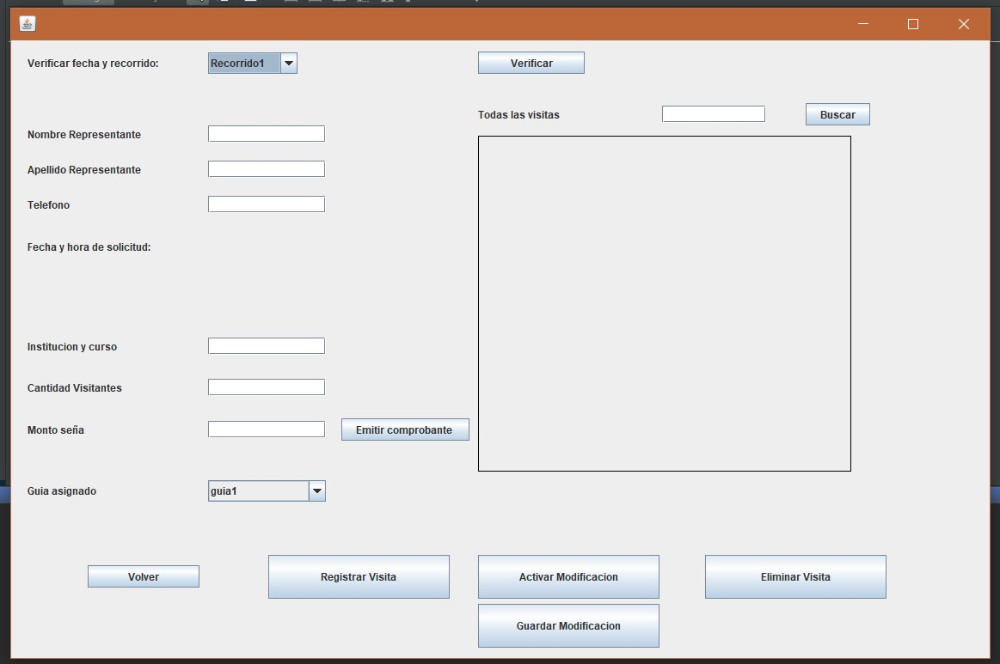 Verificar fecha y recorrido:
Recorrido1
Verificar
Todas las visitas
Buscar
Nombre Representante
Apellido Representante
Telefono
Fecha y hora de solicitud:
Institucion y curso
Cantidad Visitantes
Monto seña
Emitir comprobante
Guia asignado
guia1
Volver
Registrar Visita
Activar Modificacion
Eliminar Visita
Guardar Modificacion